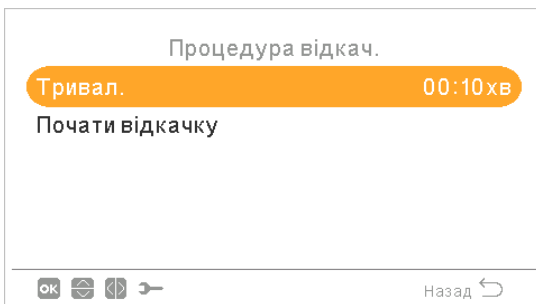 Процедура відкач.
Тривал. 00:10хв
Почати відкачку
OK Назад